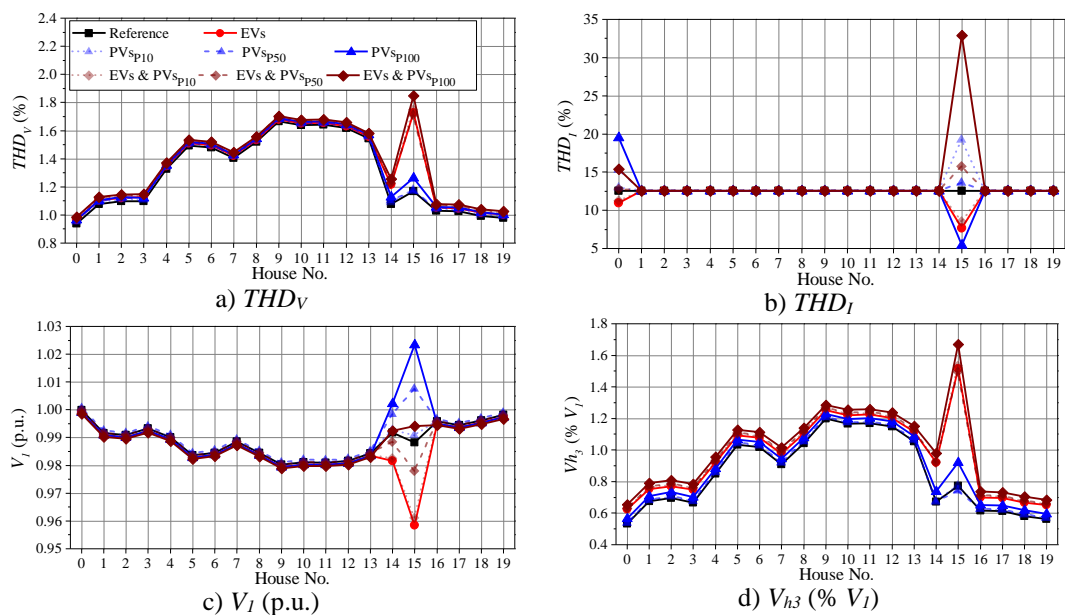 Reference
EVs
PVsP10
PVsP50
PVsP100
EVs & PVsP10
EVs & PVsP50
EVs & PVsP100
2.4
2.2
2.0
1.8
1.6
1.4
1.2
1.0
0.8
THDV (%)
0 1 2 3 4 5 6 7 8 9 10 11 12 13 14 15 16 17 18 19
House No.
a) THDV
35
30
25
20
15
10
5
THDI (%)
0 1 2 3 4 5 6 7 8 9 10 11 12 13 14 15 16 17 18 19
House No.
b) THDI
1.03
1.02
1.01
1.00
0.99
0.98
0.97
0.96
0.95
V1 (p.u.)
0 1 2 3 4 5 6 7 8 9 10 11 12 13 14 15 16 17 18 19
House No.
c) V1 (p.u.)
1.8
1.6
1.4
1.2
1.0
0.8
0.6
0.4
Vh3 (% V1)
0 1 2 3 4 5 6 7 8 9 10 11 12 13 14 15 16 17 18 19
House No.
d) Vh3 (% V1)